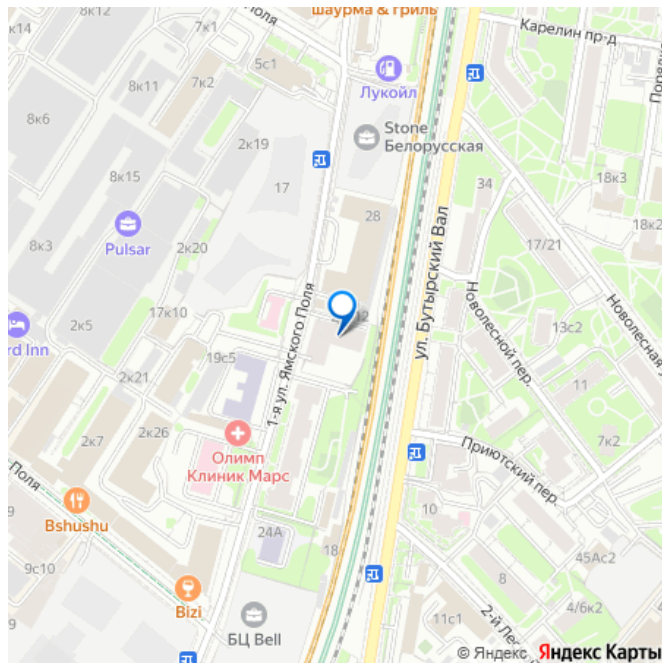 шаурма & гриль
к14
7к1
Поля
Карелин пр-д
8к11
7к2
5с1
Лукойл
8к6
Stone
Белорусская
2к19
8к15
17
18к3
34
28
18к2
17/21
Pulsar
8к3
2к20
ул. Бутырский Вал
1-я ул. Ямского Поля
Новолесной пер.
Новолесная у
17к10
2к5
13с2
rd Inn
19с5
2к21
11
2к7
2к26
Олимп
Клиник Марс
7к2
Приютский пер.
Поля
Bshushu
10
24А
45Ас2
18
9с10
8
4/6к2
Bizi
11с1
2-й Лес
БЦ Bell
© Яндекс Яндекс Карты